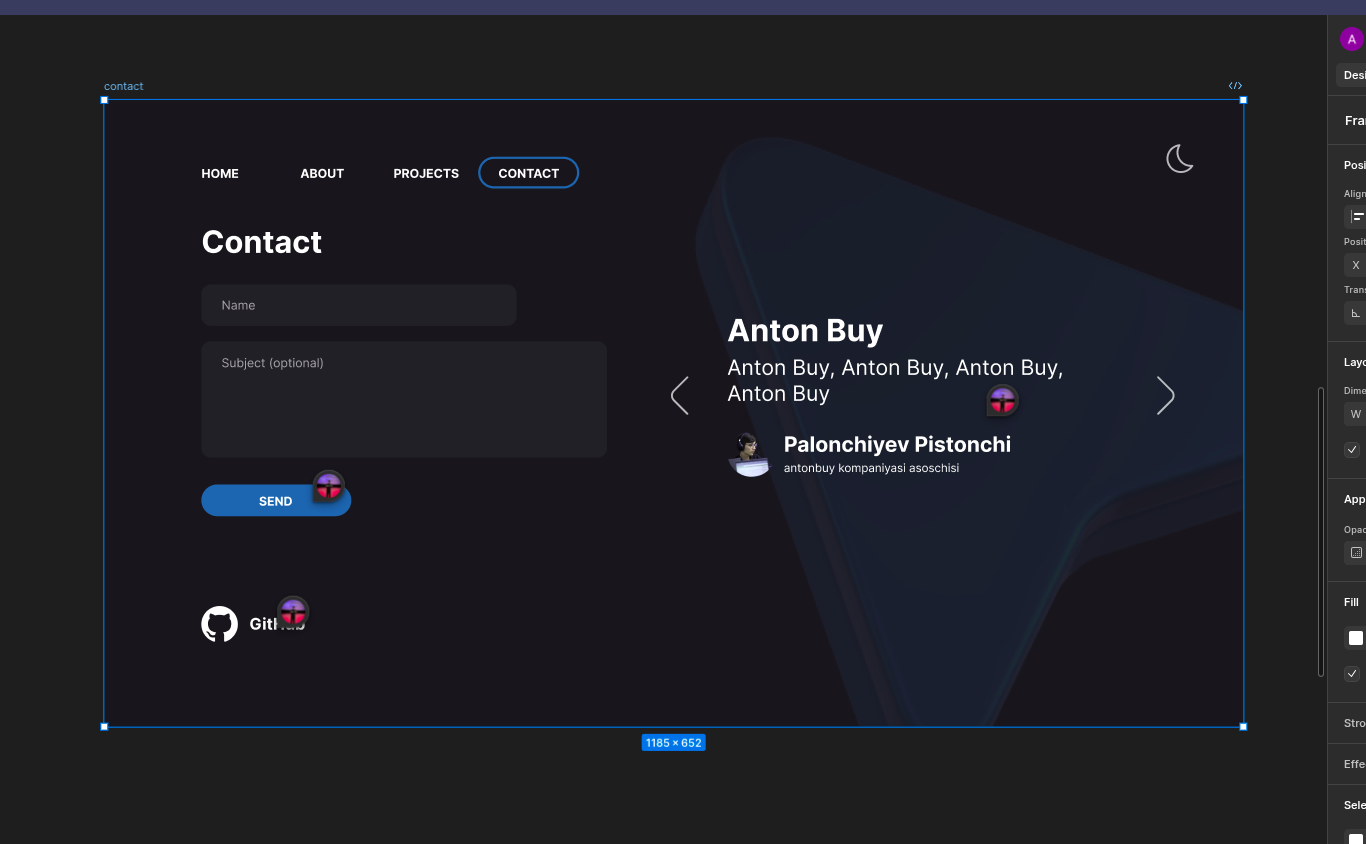 contact
HOME ABOUT PROJECTS CONTACT
Contact
Name
Subject (optional)
SEND
GitHub
Anton Buy
Anton Buy, Anton Buy, Anton Buy,
Anton Buy
Palonchiyev Pistonchi
antonbuy kompaniyasi asoschisi
1185 × 652
A
Desi
Fra
Posi
Align
Posit
X
Trans
Layo
Dime
W
App
Opac
Fill
Stro
Effe
Sele